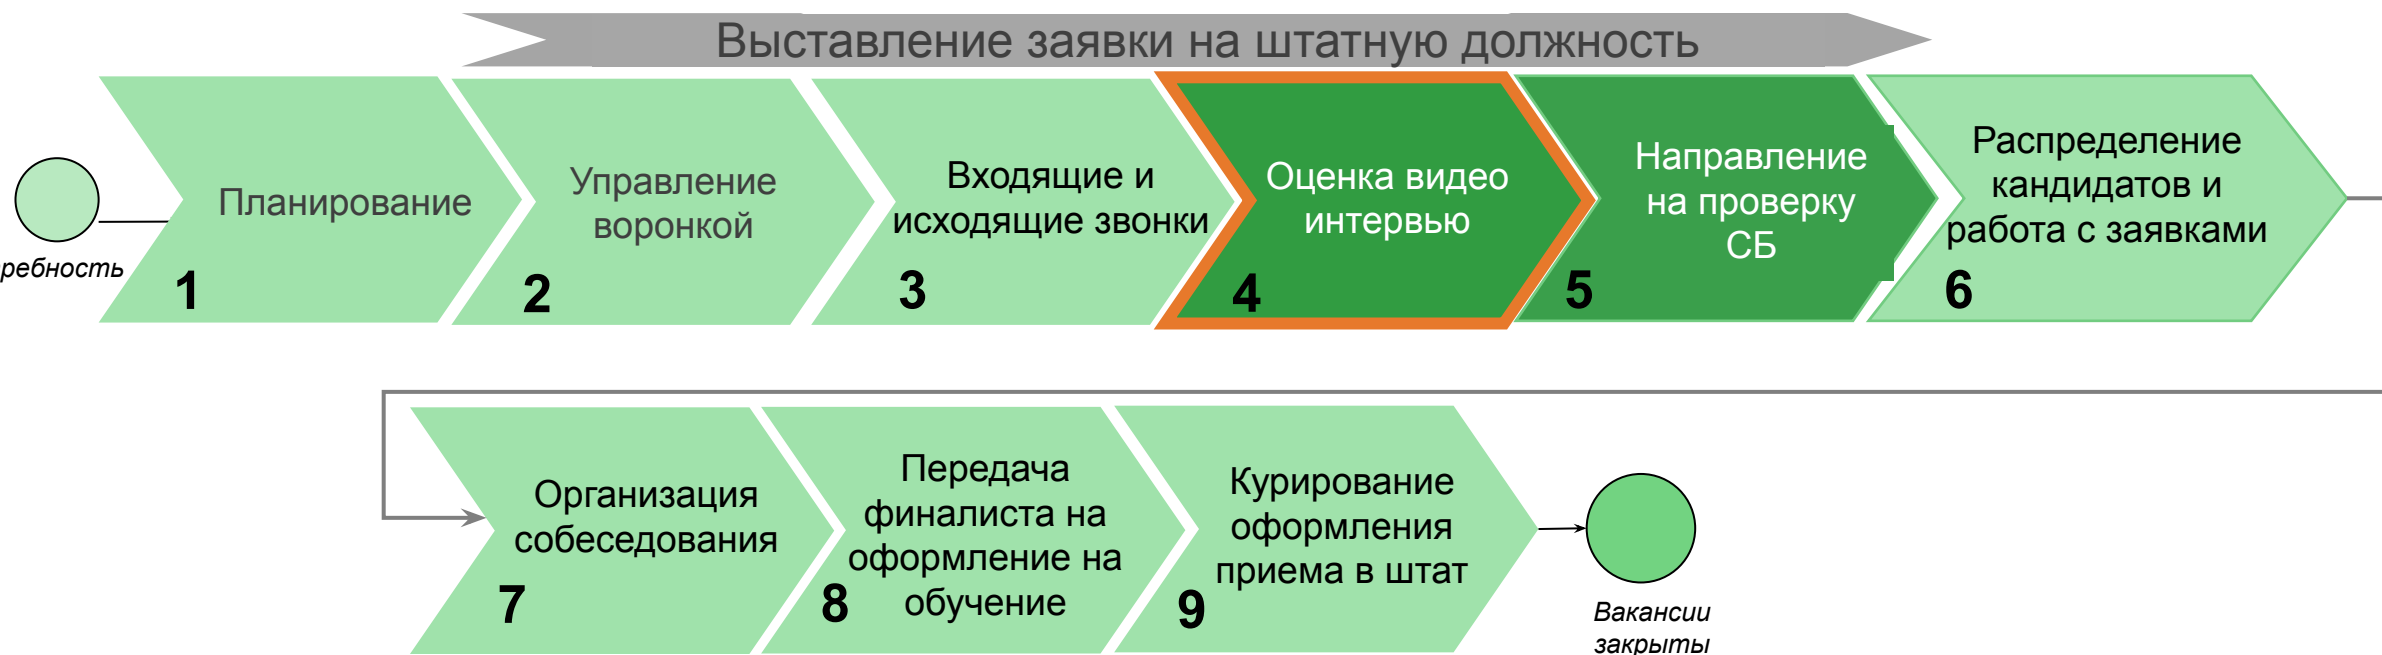 Выставление заявки на штатную должность
ребность
Планирование
1
Управление
воронкой
2
Входящие и
исходящие звонки
3
Оценка видео
интервью
4
Направление
на проверку
СБ
5
Распределение
кандидатов и
работа с заявками
6
Организация
собеседования
7
Передача
финалиста на
оформление на
обучение
8
Курирование
оформления
приема в штат
9
Вакансии
закрыты